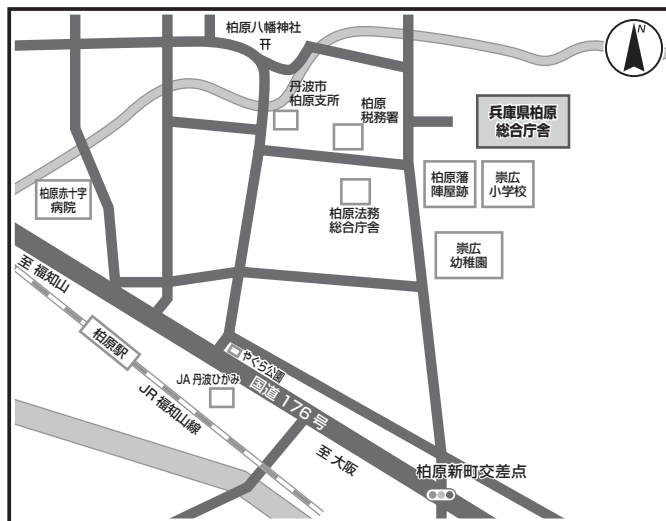 柏原八幡神社
N
丹波市
柏原支所
柏原
税務署
兵庫県柏原
総合庁舎
柏原赤十字
病院
柏原藩
陣屋跡
崇広
小学校
柏原法務
総合庁舎
崇広
幼稚園
至 福知山
柏原駅
やぐら公園
JA 丹波ひかみ
国道 176 号
JR 福知山線
至 大阪
柏原新町交差点